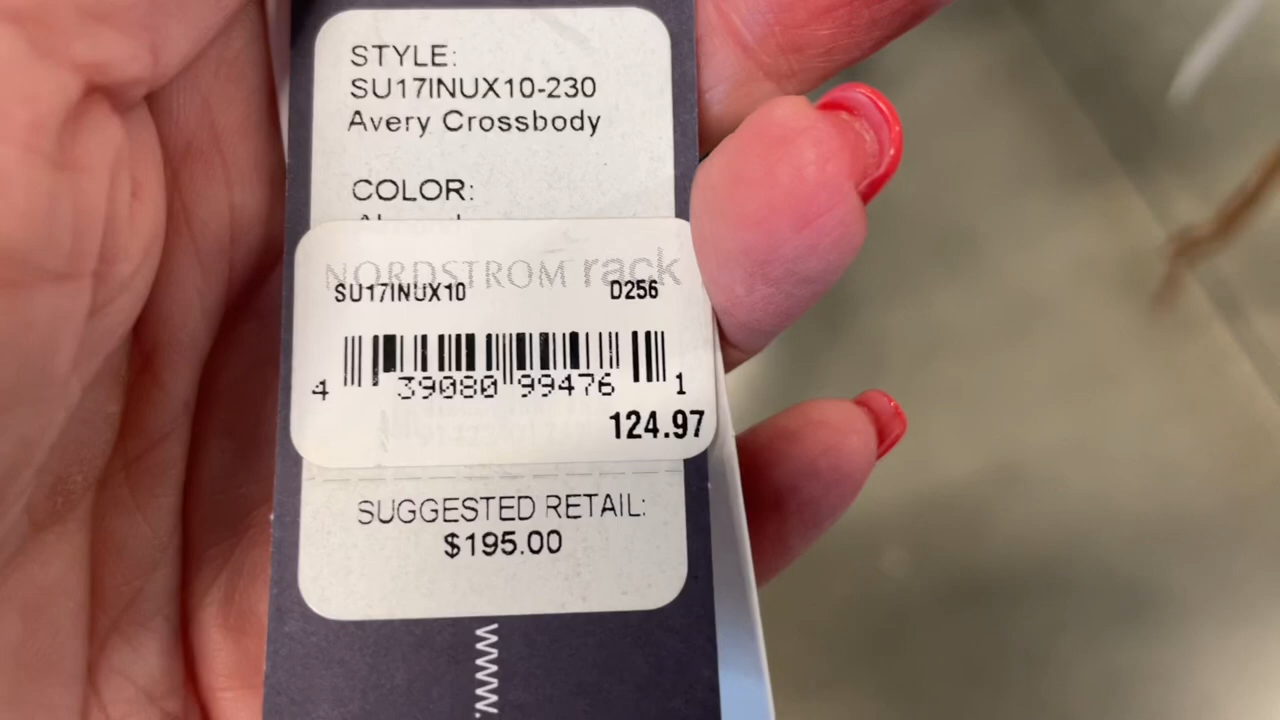 STYLE:
SU17INUX10-230
Avery Crossbody
COLOR:
NORDSTROM rack
SU17INUX10 D256
4 39080 99476 1
124.97
SUGGESTED RETAIL:
$195.00
www.